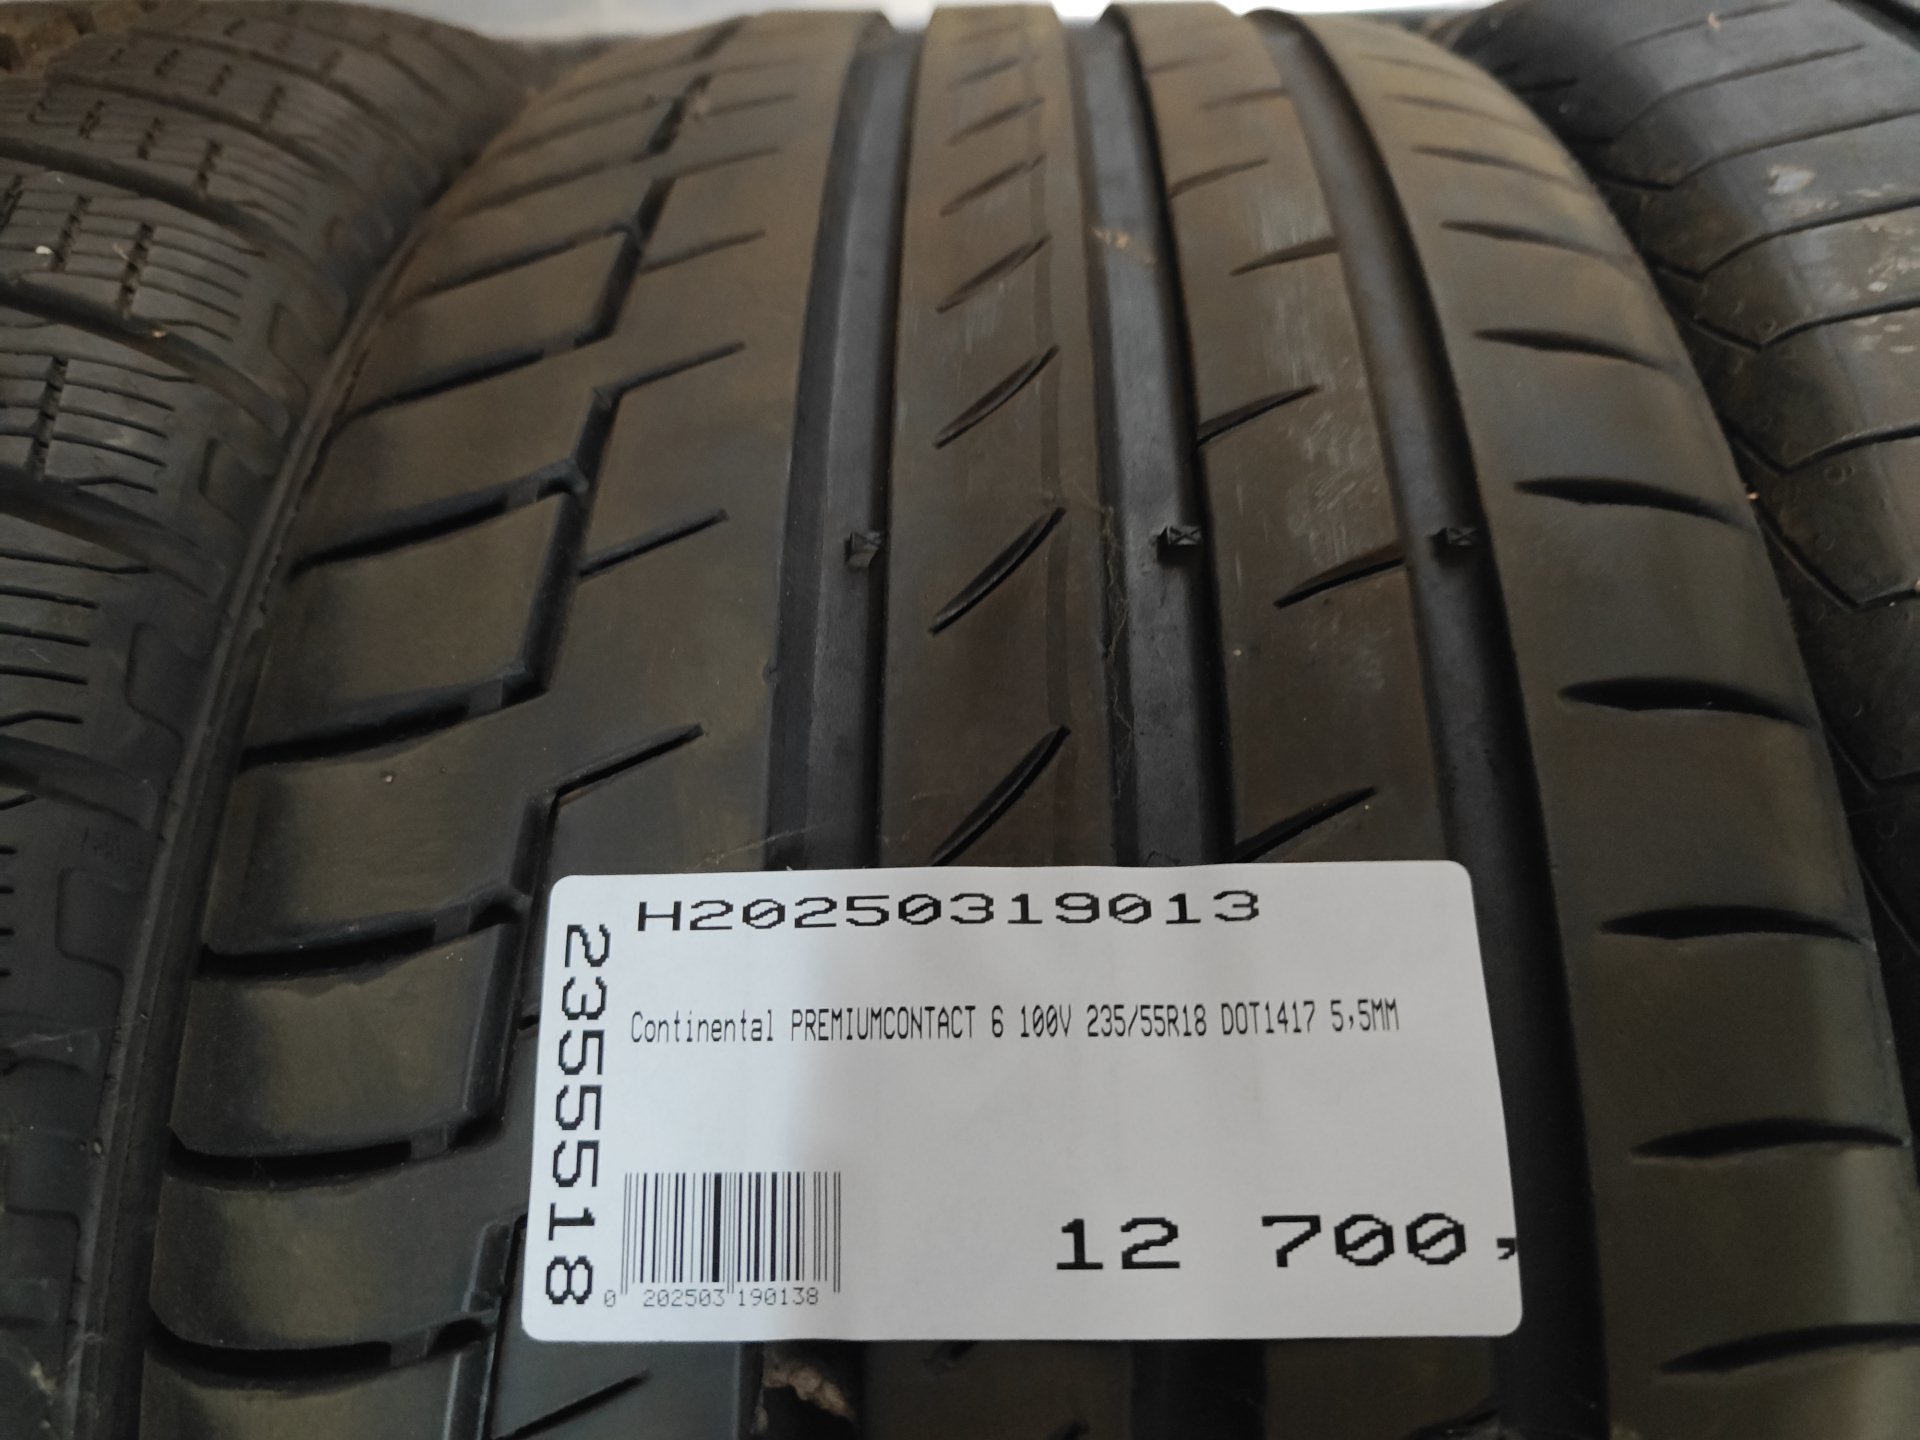 H20250319013
2355518
Continental PREMIUMCONTACT 6 100V 235/55R18 DOT1417 5,5MM
12 700,
0 202503 190138